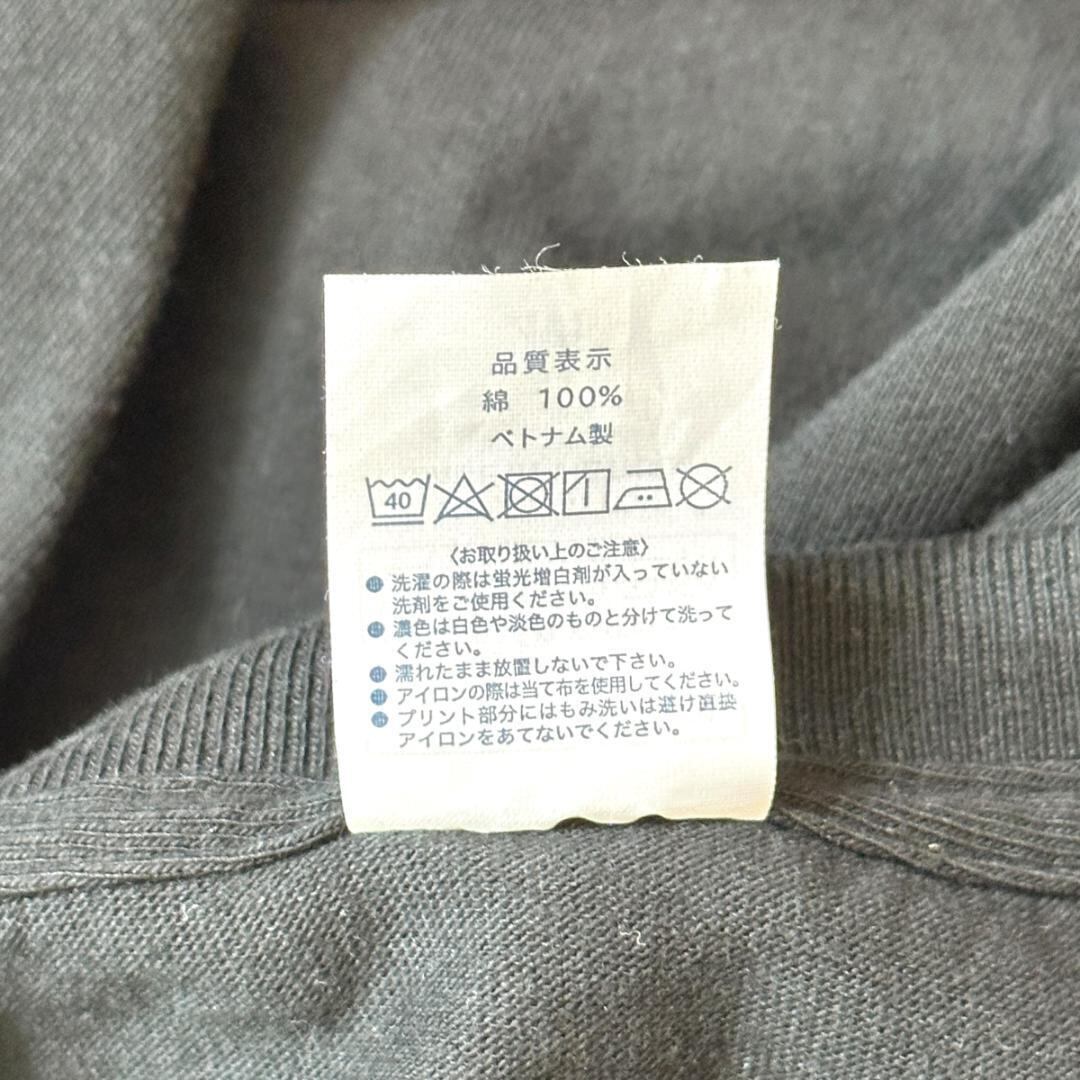 品質表示
綿 100%
ベトナム製
40
〈お取り扱い上のご注意〉
洗濯の際は蛍光増白剤が入っていない
洗剤をご使用ください。
濃色は白色や淡色のものと分けて洗って
ください。
濡れたまま放置しないで下さい。
アイロンの際は当て布を使用してください。
プリント部分にはもみ洗いは避け直接
アイロンをあてないでください。